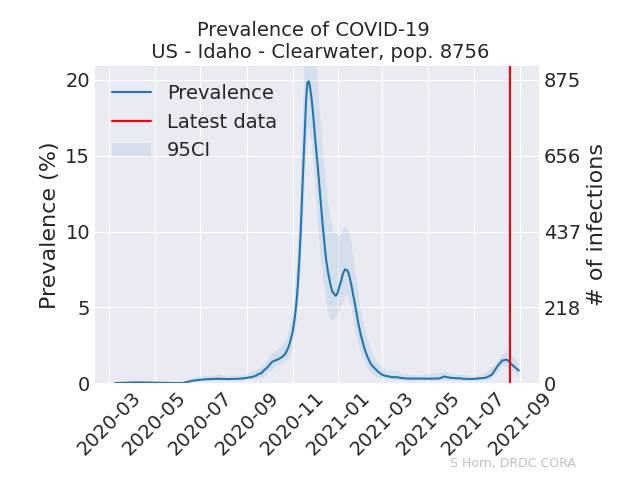 Prevalence of COVID-19
US - Idaho - Clearwater, pop. 8756
Prevalence
Latest data
95CI
Prevalence (%)
20
15
10
5
0
875
656
437
218
0
# of infections
2020-03
2020-05
2020-07
2020-09
2020-11
2021-01
2021-03
2021-05
2021-07
2021-09
S Horn, DRDC CORA